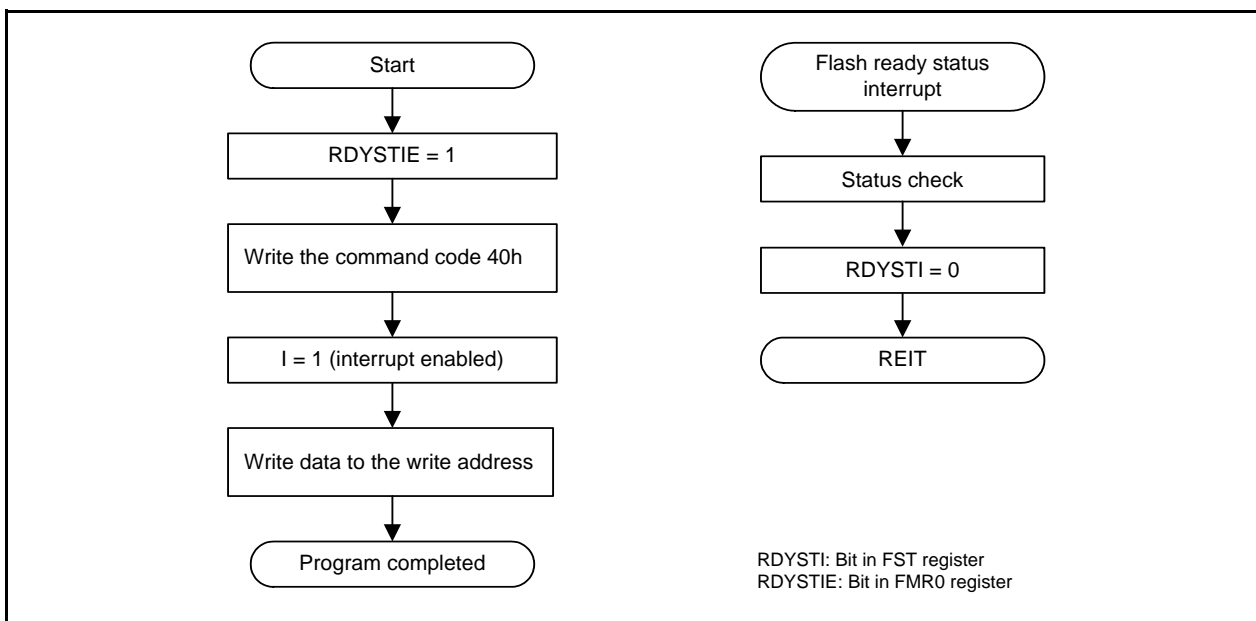 Start
RDYSTIE = 1
Write the command code 40h
I = 1 (interrupt enabled)
Write data to the write address
Program completed
Flash ready status
interrupt
Status check
RDYSTI = 0
REIT
RDYSTI: Bit in FST register
RDYSTIE: Bit in FMR0 register